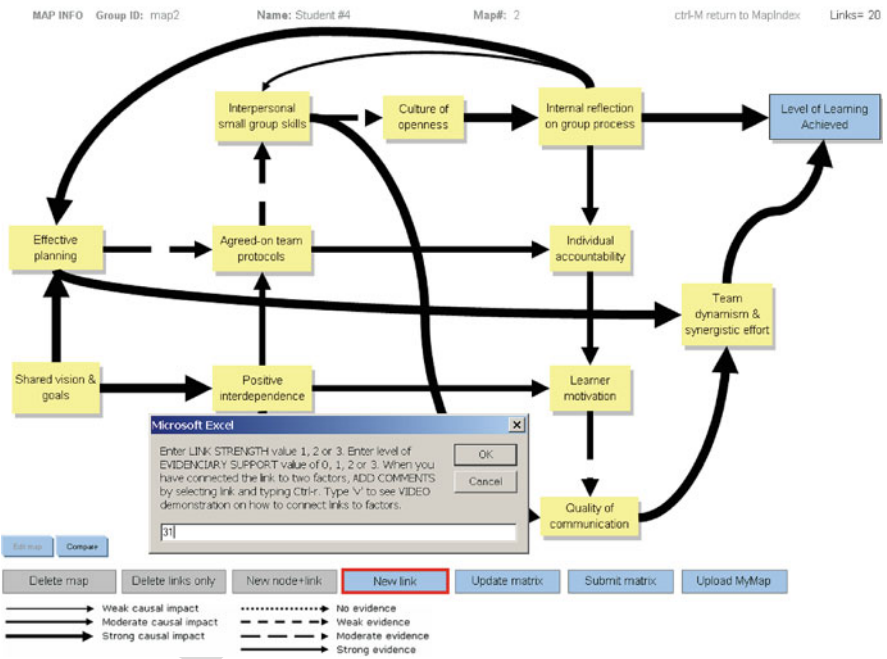 MAP INFO Group ID: map2 Name: Student #4 Map#: 2 ctrl-M return to MapIndex Links= 20
Interpersonal
small group skills
Culture of
openness
Internal reflection
on group process
Level of Learning
Achieved
Effective
planning
Agreed-on team
protocols
Individual
accountability
Team
dynamism &
synergistic effort
Shared vision &
goals
Positive
interdependence
Learner
motivation
Microsoft Excel
Enter LINK STRENGTH value 1, 2 or 3. Enter level of
EVIDENCIARY SUPPORT value of 0, 1, 2 or 3. When you
have connected the link to two factors, ADD COMMENTS
by selecting link and typing Ctrl-r. Type 'v' to see VIDEO
demonstration on how to connect links to factors.
OK
Cancel
31
Quality of
communication
Edit map Compare
Delete map Delete links only New node+link New link Update matrix Submit matrix Upload MyMap
Weak causal impact
Moderate causal impact
Strong causal impact
No evidence
Weak evidence
Moderate evidence
Strong evidence